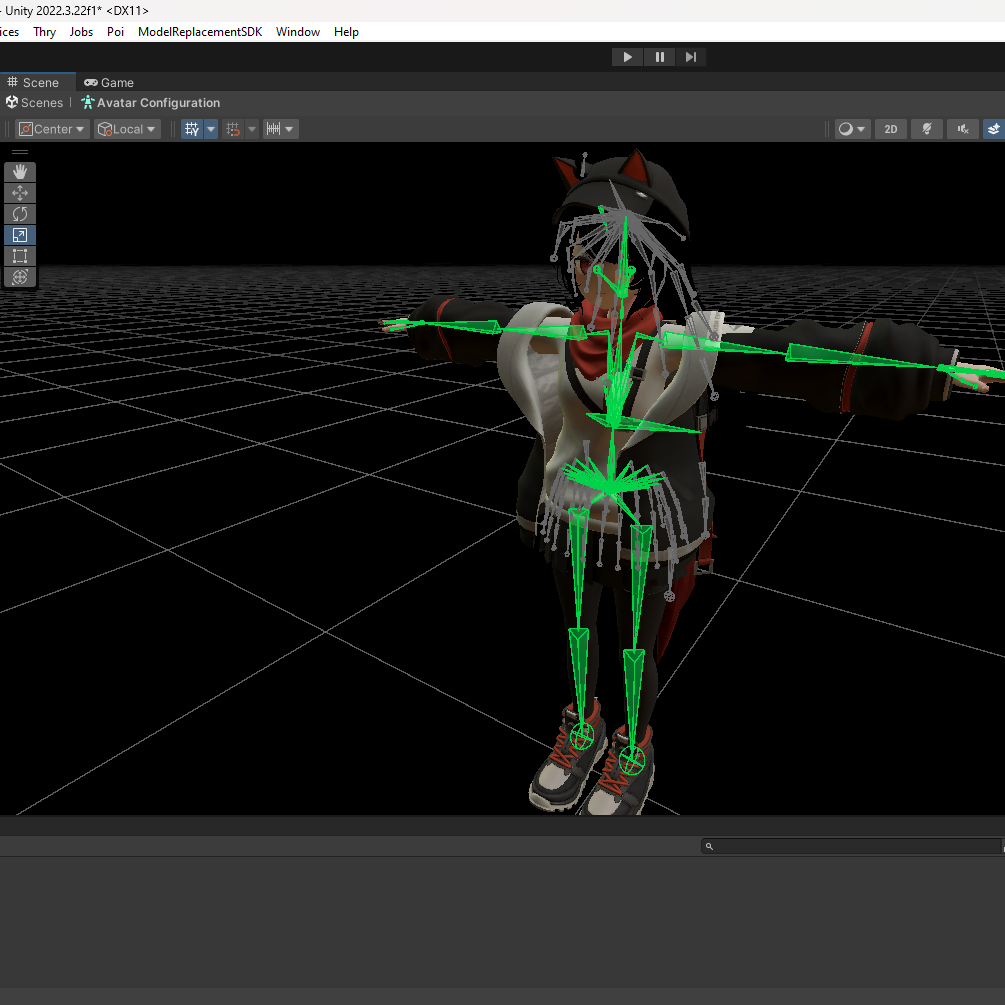 - Unity 2022.3.22f1* <DX11>
ices Thry Jobs Poi ModelReplacementSDK Window Help
Scene Game
Scenes | Avatar Configuration
Center Local 2D